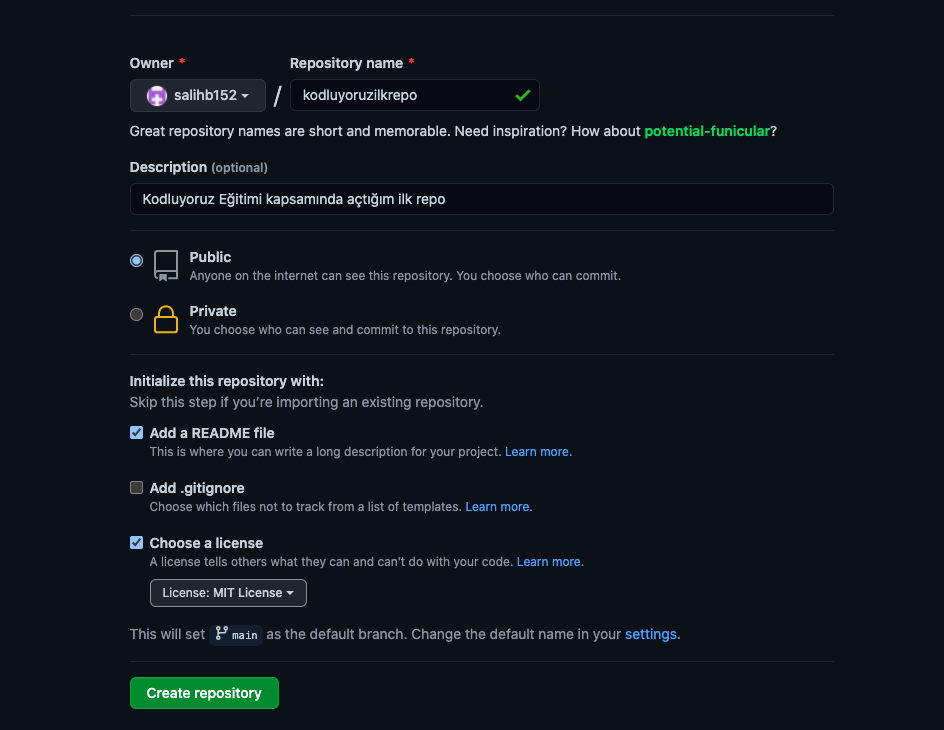 Owner * Repository name *
salihb152 / kodluyoruzilkrepo
Great repository names are short and memorable. Need inspiration? How about potential-funicular?
Description (optional)
Kodluyoruz Eğitimi kapsamında açtığım ilk repo
Public
Anyone on the internet can see this repository. You choose who can commit.
Private
You choose who can see and commit to this repository.
Initialize this repository with:
Skip this step if you’re importing an existing repository.
Add a README file
This is where you can write a long description for your project. Learn more.
Add .gitignore
Choose which files not to track from a list of templates. Learn more.
Choose a license
A license tells others what they can and can't do with your code. Learn more.
License: MIT License
This will set main as the default branch. Change the default name in your settings.
Create repository